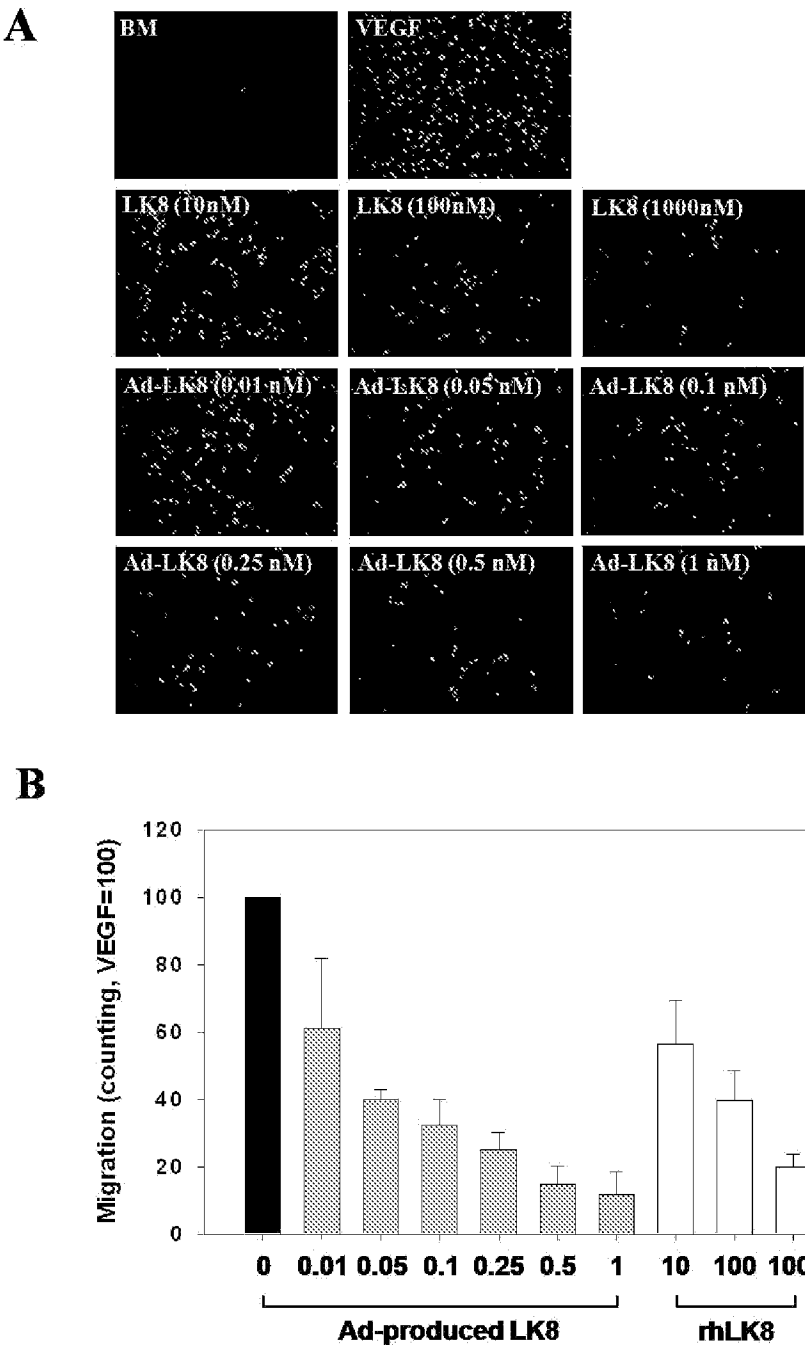 A
BM VEGF
LK8 (10nM) LK8 (100nM) LK8 (1000nM)
Ad-LK8 (0.01 nM) Ad-LK8 (0.05 nM) Ad-LK8 (0.1 nM)
Ad-LK8 (0.25 nM) Ad-LK8 (0.5 nM) Ad-LK8 (1 nM)
B
Migration (counting, VEGF=100)
120
100
80
60
40
20
0
0 0.01 0.05 0.1 0.25 0.5 1 10 100 100
Ad-produced LK8 rhLK8